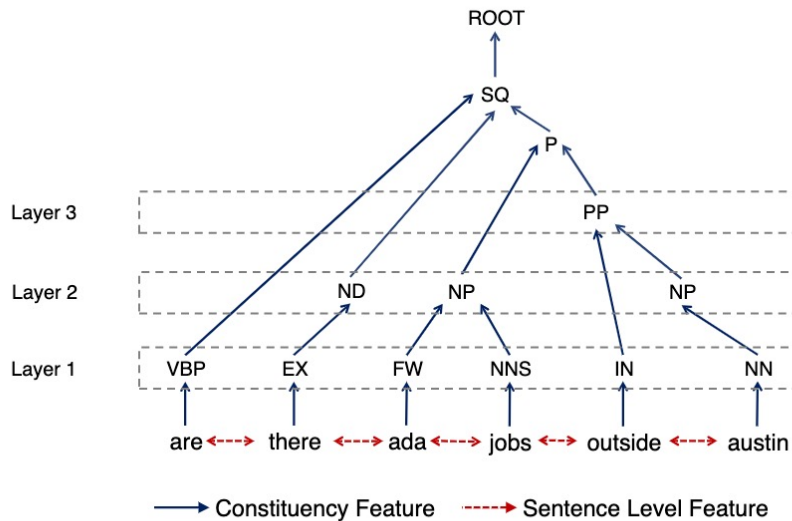 ROOT
SQ
P
Layer 3 PP
Layer 2 ND NP NP
Layer 1 VBP EX FW NNS IN NN
are there ada jobs outside austin
Constituency Feature Sentence Level Feature